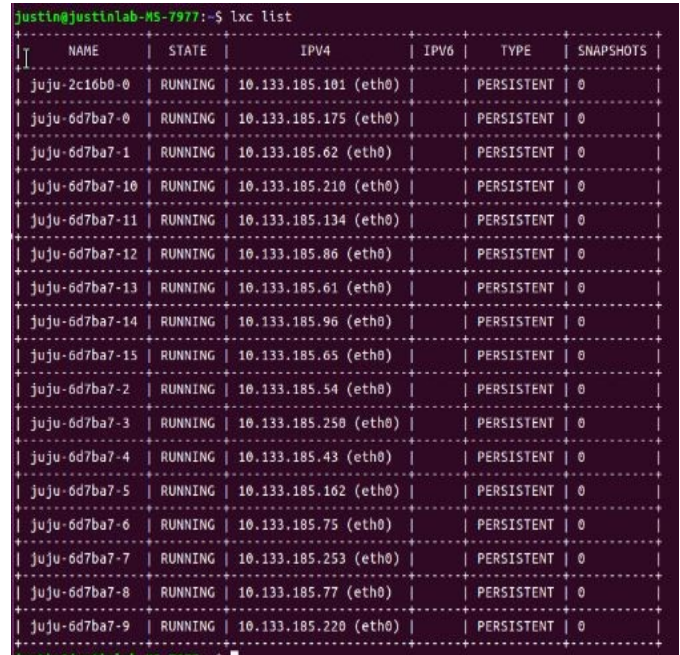 justin@justinlab-MS-7977:~$ lxc list
| NAME | STATE | IPV4 | IPV6 | TYPE | SNAPSHOTS |
| juju-2c16b0-0 | RUNNING | 10.133.185.101 (eth0) | | PERSISTENT | 0 |
| juju-6d7ba7-0 | RUNNING | 10.133.185.175 (eth0) | | PERSISTENT | 0 |
| juju-6d7ba7-1 | RUNNING | 10.133.185.62 (eth0) | | PERSISTENT | 0 |
| juju-6d7ba7-10 | RUNNING | 10.133.185.210 (eth0) | | PERSISTENT | 0 |
| juju-6d7ba7-11 | RUNNING | 10.133.185.134 (eth0) | | PERSISTENT | 0 |
| juju-6d7ba7-12 | RUNNING | 10.133.185.86 (eth0) | | PERSISTENT | 0 |
| juju-6d7ba7-13 | RUNNING | 10.133.185.61 (eth0) | | PERSISTENT | 0 |
| juju-6d7ba7-14 | RUNNING | 10.133.185.96 (eth0) | | PERSISTENT | 0 |
| juju-6d7ba7-15 | RUNNING | 10.133.185.65 (eth0) | | PERSISTENT | 0 |
| juju-6d7ba7-2 | RUNNING | 10.133.185.54 (eth0) | | PERSISTENT | 0 |
| juju-6d7ba7-3 | RUNNING | 10.133.185.250 (eth0) | | PERSISTENT | 0 |
| juju-6d7ba7-4 | RUNNING | 10.133.185.43 (eth0) | | PERSISTENT | 0 |
| juju-6d7ba7-5 | RUNNING | 10.133.185.162 (eth0) | | PERSISTENT | 0 |
| juju-6d7ba7-6 | RUNNING | 10.133.185.75 (eth0) | | PERSISTENT | 0 |
| juju-6d7ba7-7 | RUNNING | 10.133.185.253 (eth0) | | PERSISTENT | 0 |
| juju-6d7ba7-8 | RUNNING | 10.133.185.77 (eth0) | | PERSISTENT | 0 |
| juju-6d7ba7-9 | RUNNING | 10.133.185.220 (eth0) | | PERSISTENT | 0 |